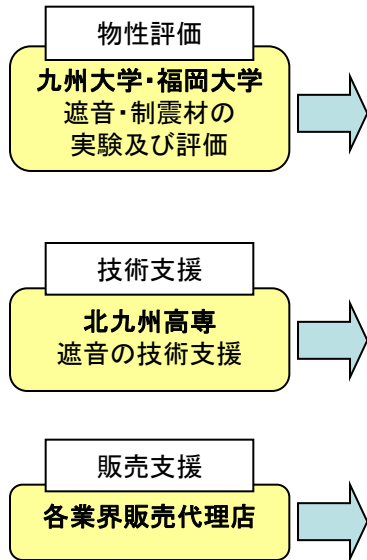 物性評価
九州大学・福岡大学
遮音・制震材の
実験及び評価
技術支援
北九州高専
遮音の技術支援
販売支援
各業界販売代理店